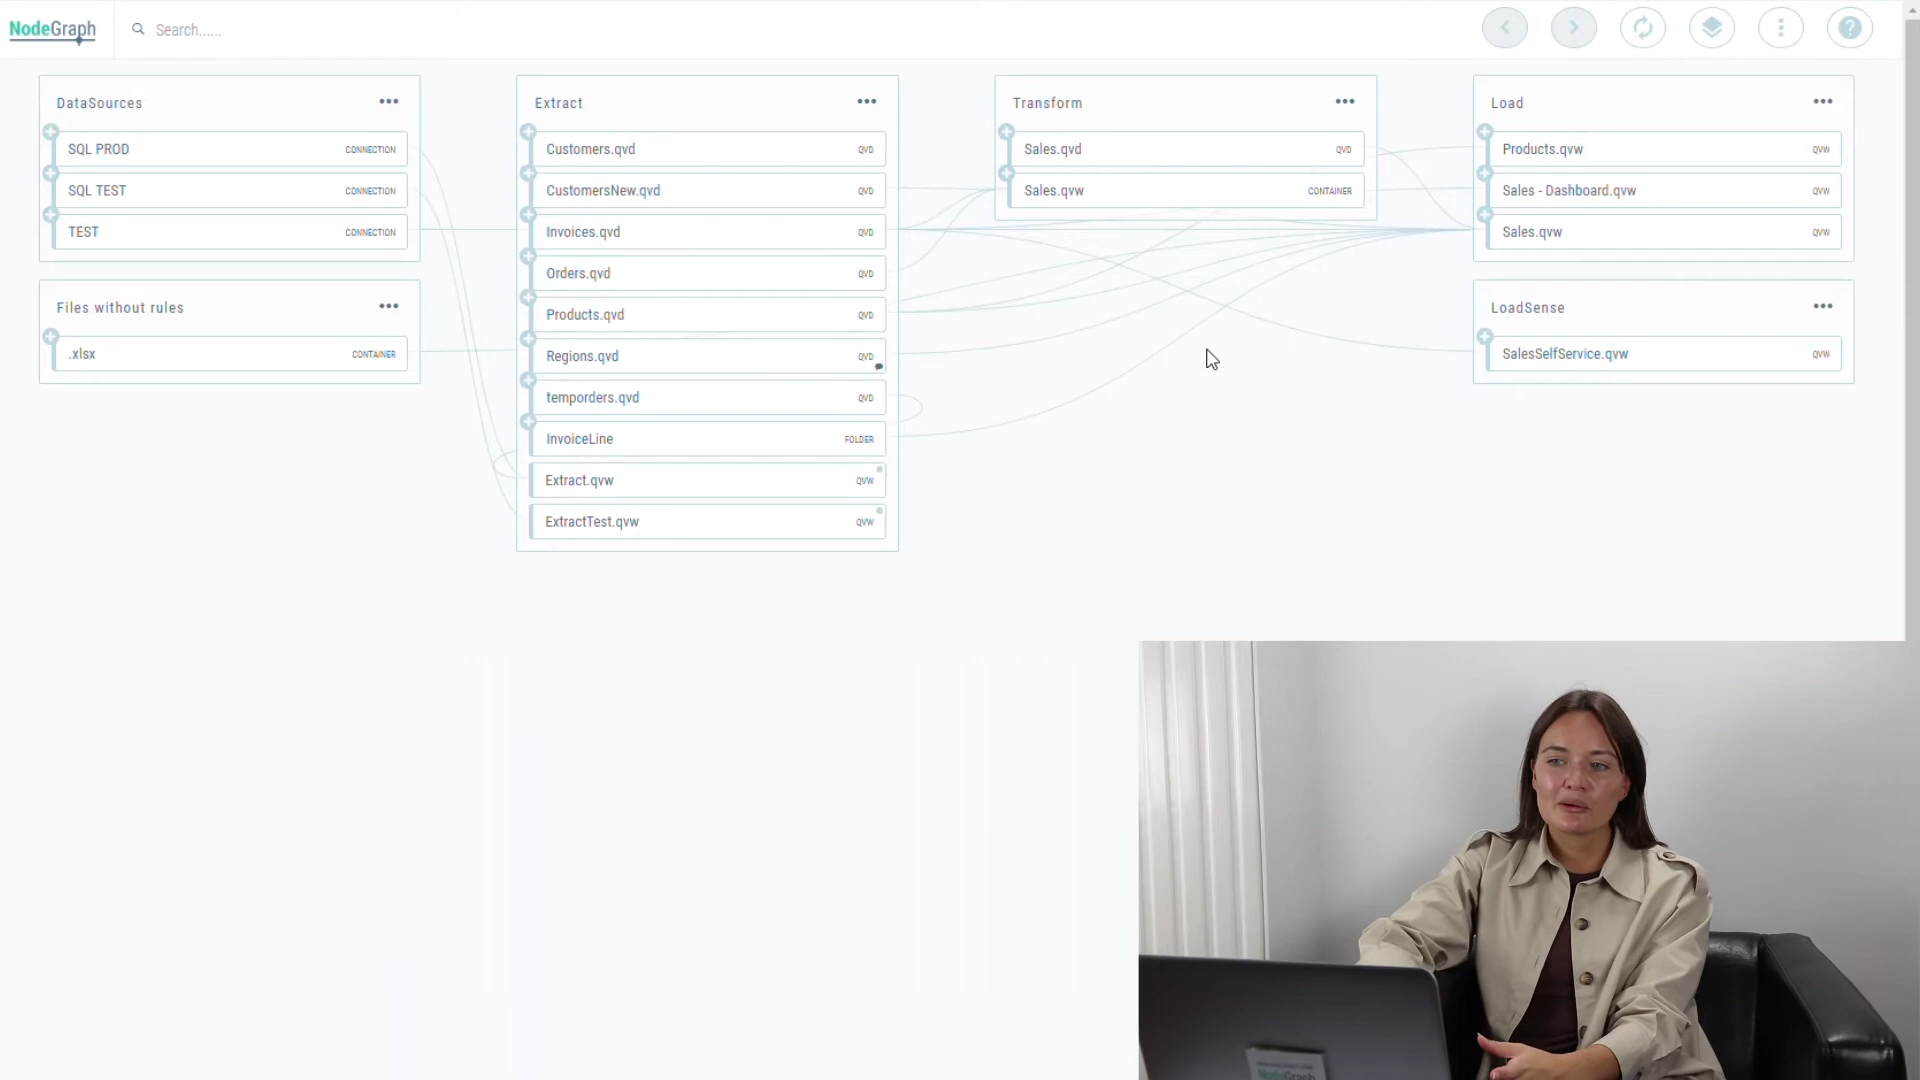 NodeGraph
Search......
DataSources
SQL PROD CONNECTION
SQL TEST CONNECTION
TEST CONNECTION
Files without rules
.xlsx CONTAINER
Extract
Customers.qvd QVD
CustomersNew.qvd QVD
Invoices.qvd QVD
Orders.qvd QVD
Products.qvd QVD
Regions.qvd QVD
temporders.qvd QVD
InvoiceLine FOLDER
Extract.qvw QVW
ExtractTest.qvw QVW
Transform
Sales.qvd QVD
Sales.qvw CONTAINER
Load
Products.qvw QVW
Sales - Dashboard.qvw QVW
Sales.qvw QVW
LoadSense
SalesSelfService.qvw QVW
?
NodeGraph